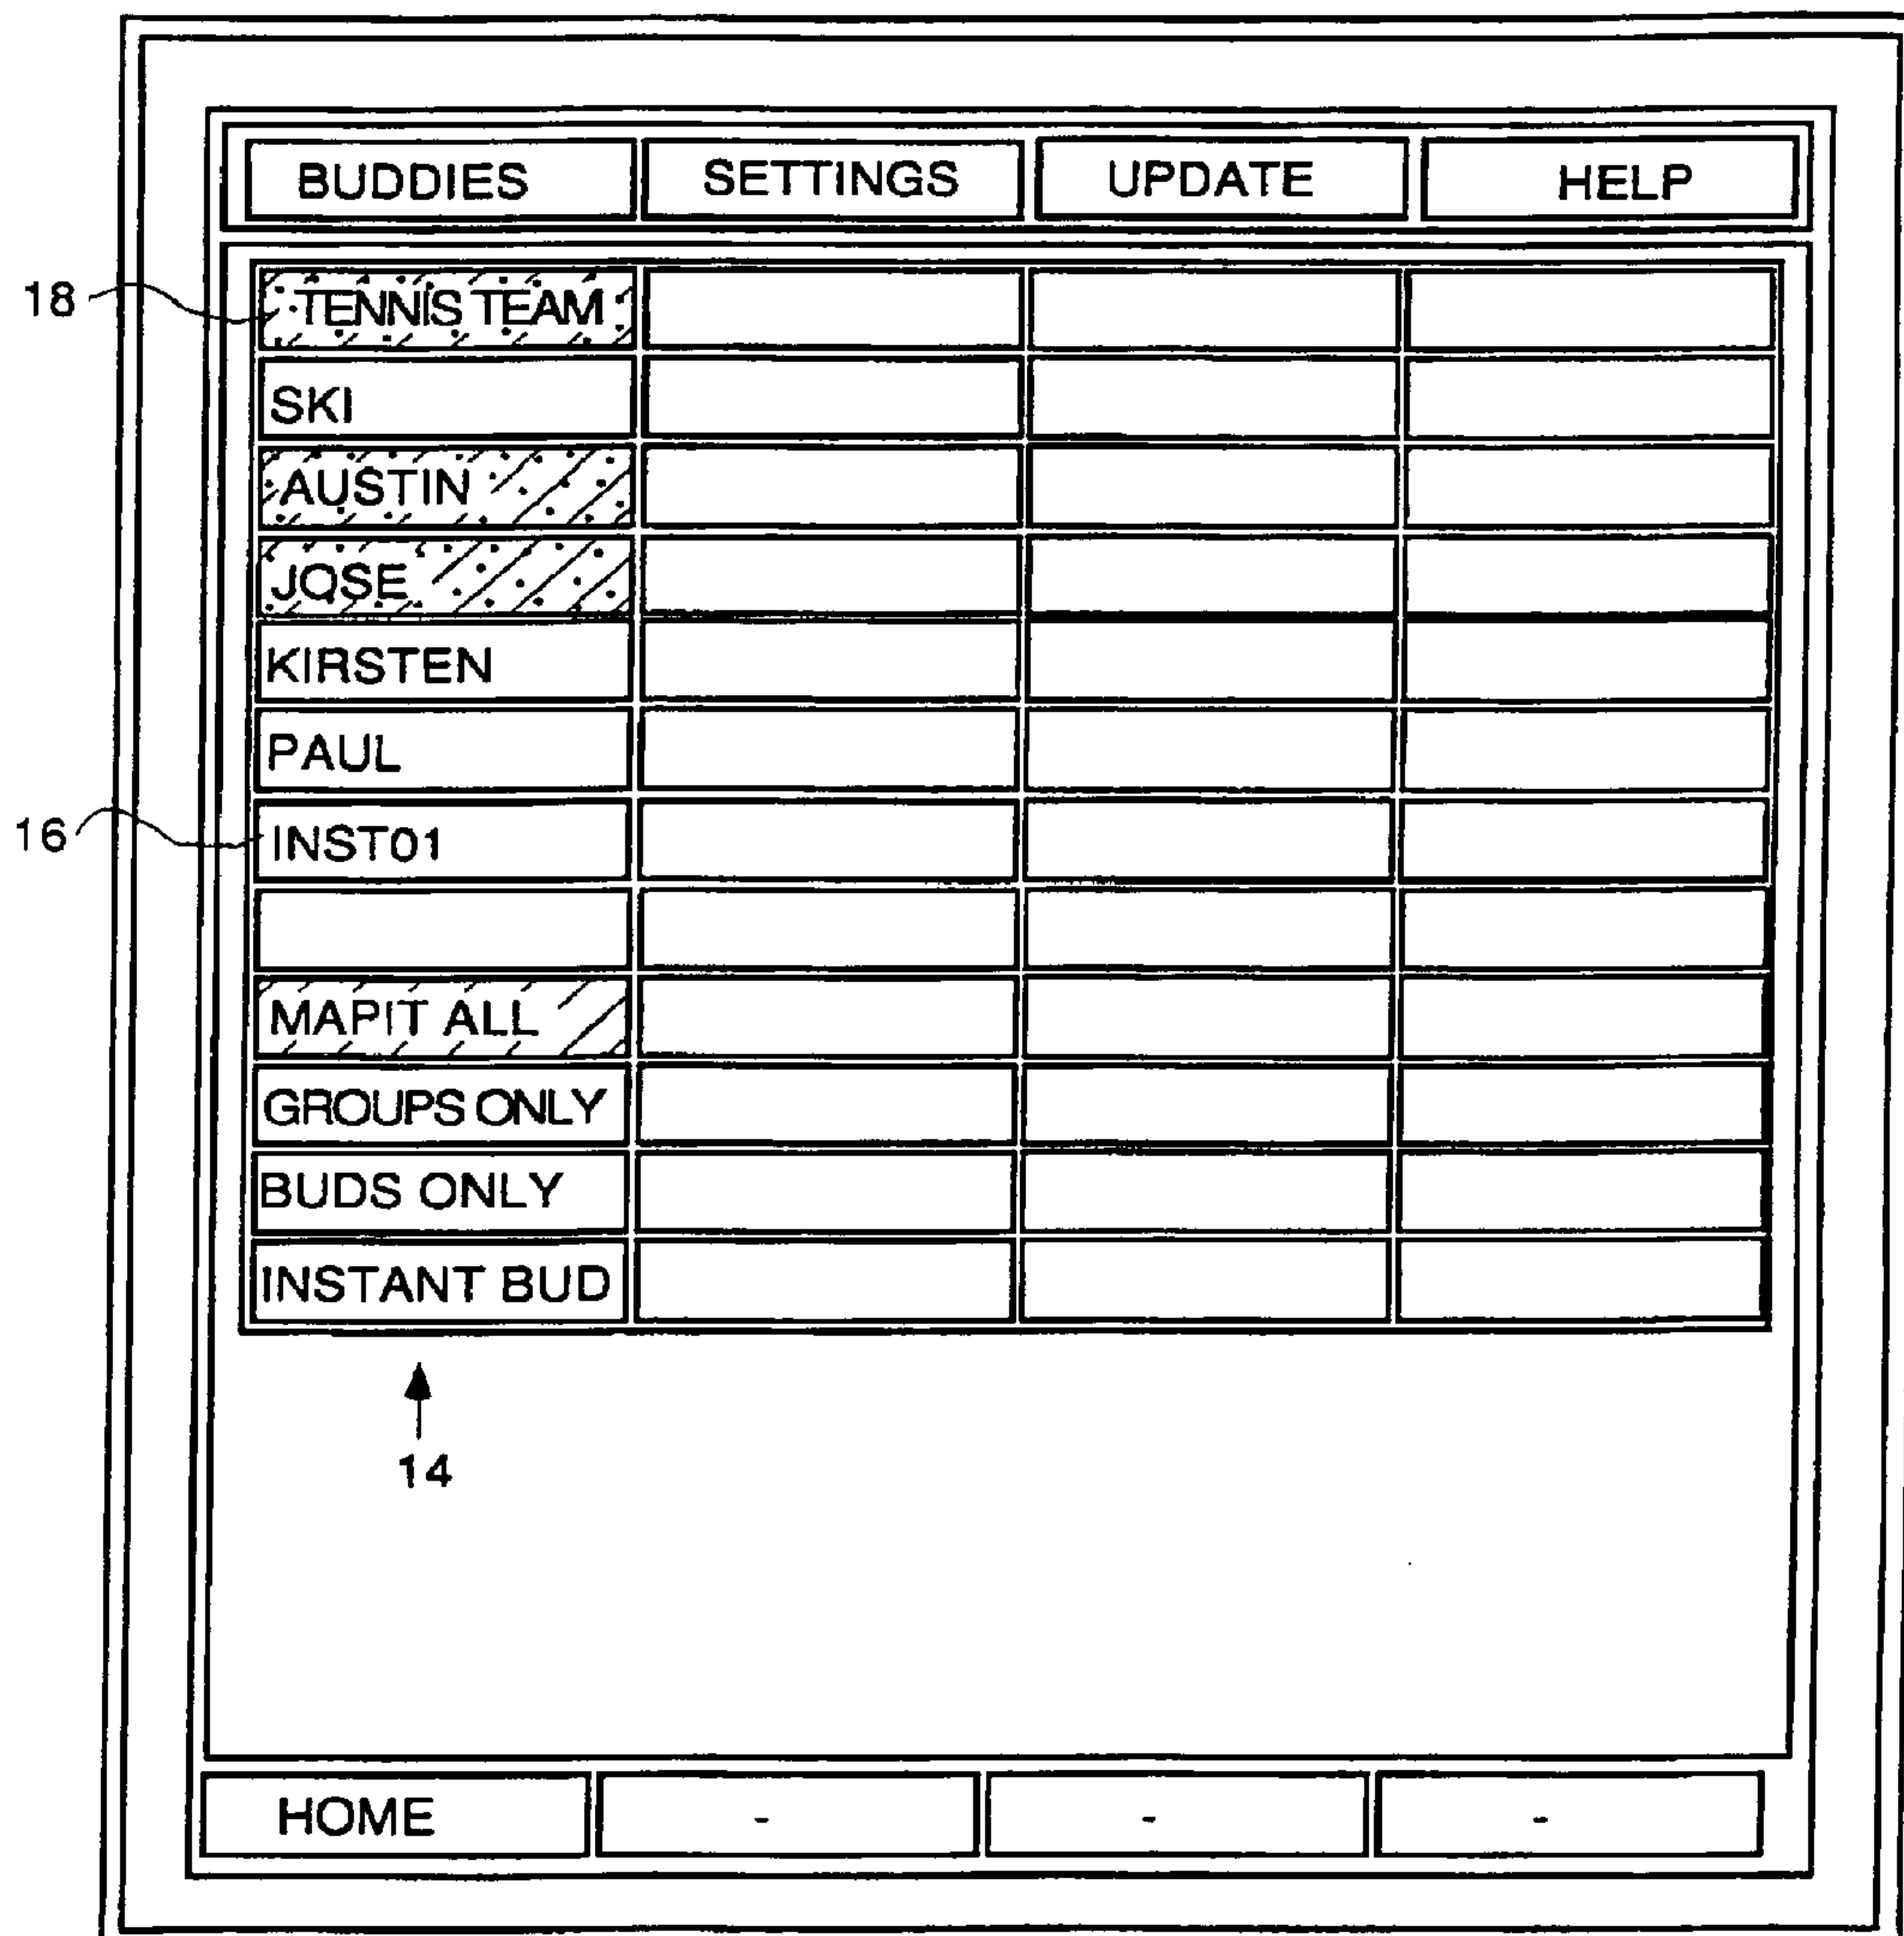 BUDDIES SETTINGS UPDATE HELP
18
TENNIS TEAM
SKI
AUSTIN
JOSE
KIRSTEN
PAUL
16
INST01
MAPIT ALL
GROUPS ONLY
BUDS ONLY
INSTANT BUD
14
HOME - - -